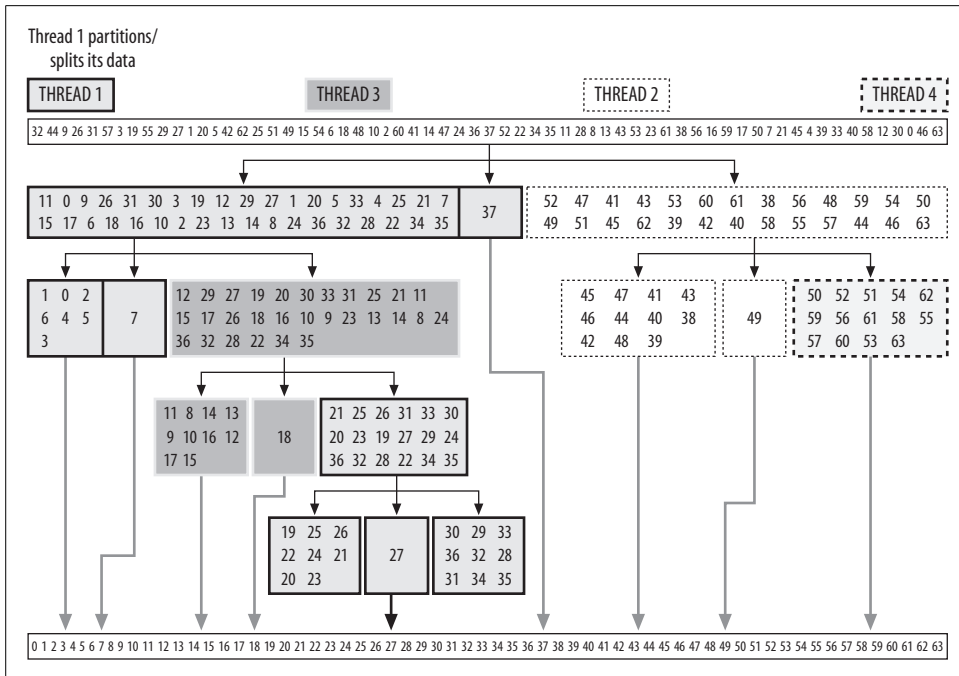 Thread 1 partitions/
splits its data
THREAD 1
THREAD 3
THREAD 2
THREAD 4
32 44 9 26 31 57 3 19 55 29 27 1 20 5 42 62 25 51 49 15 54 6 18 48 10 2 60 41 14 47 24 36 37 52 22 34 35 11 28 8 13 43 53 23 61 38 56 16 59 17 50 7 21 45 4 39 33 40 58 12 30 0 46 63
11 0 9 26 31 30 3 19 12 29 27 1 20 5 33 4 25 21 7
15 17 6 18 16 10 2 23 13 14 8 24 36 32 28 22 34 35
37
52 47 41 43 53 60 61 38 56 48 59 54 50
49 51 45 62 39 42 40 58 55 57 44 46 63
1 0 2
6 4 5
3
7
12 29 27 19 20 30 33 31 25 21 11
15 17 26 18 16 10 9 23 13 14 8 24
36 32 28 22 34 35
45 47 41 43
46 44 40 38
42 48 39
49
50 52 51 54 62
59 56 61 58 55
57 60 53 63
11 8 14 13
9 10 16 12
17 15
18
21 25 26 31 33 30
20 23 19 27 29 24
36 32 28 22 34 35
19 25 26
22 24 21
20 23
27
30 29 33
36 32 28
31 34 35
0 1 2 3 4 5 6 7 8 9 10 11 12 13 14 15 16 17 18 19 20 21 22 23 24 25 26 27 28 29 30 31 32 33 34 35 36 37 38 39 40 41 42 43 44 45 46 47 48 49 50 51 52 53 54 55 56 57 58 59 60 61 62 63